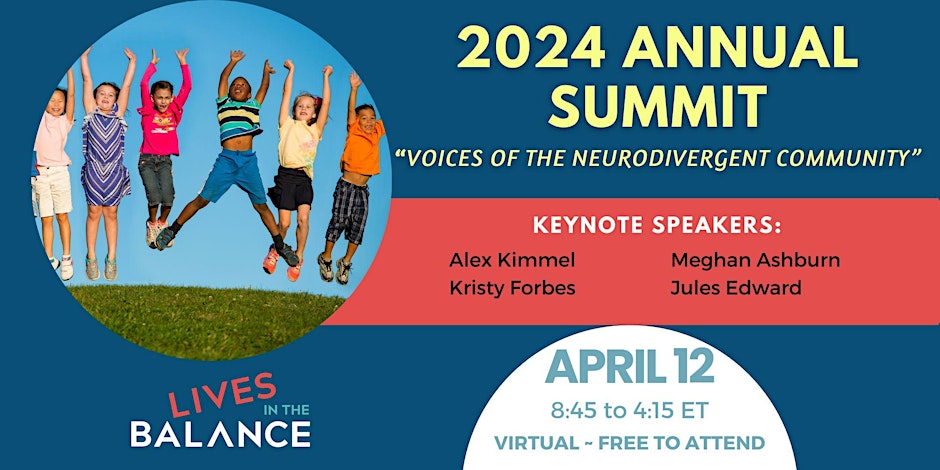 2024 ANNUAL
SUMMIT
“VOICES OF THE NEURODIVERGENT COMMUNITY”
KEYNOTE SPEAKERS:
Alex Kimmel
Meghan Ashburn
Kristy Forbes
Jules Edward
APRIL 12
8:45 to 4:15 ET
VIRTUAL ~ FREE TO ATTEND
LIVES
IN THE
BALANCE